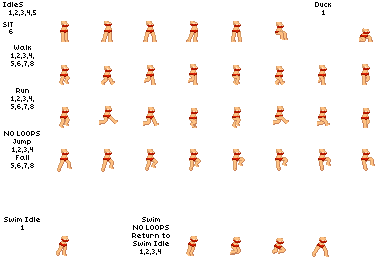 IdleS
1,2,3,4,5
Duck
1
SIT
6
Walk
1,2,3,4,
5,6,7,8
Run
1,2,3,4,
5,6,7,8
NO LOOPS
Jump
1,2,3,4
Fall
5,6,7,8
Swim Idle
1
Swim
NO LOOPS
Return to
Swim Idle
1,2,3,4